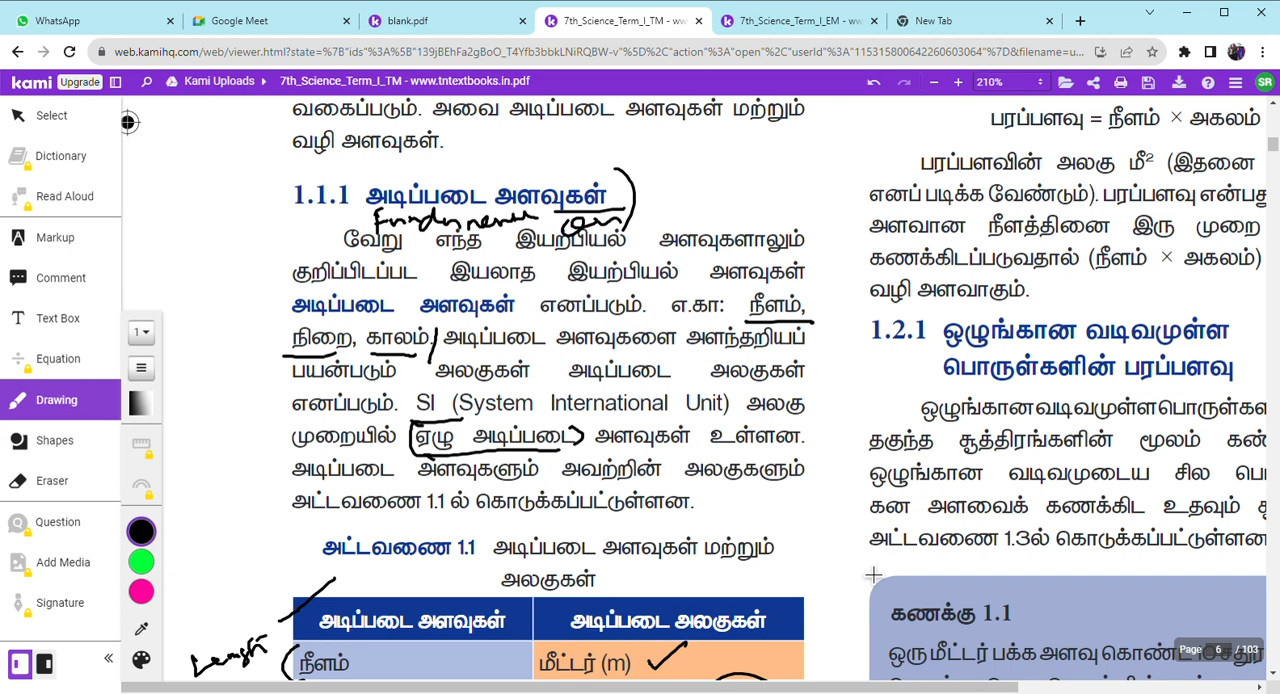 WhatsApp
Google Meet
blank.pdf
7th_Science_Term_I_TM - ww
7th_Science_Term_I_EM - ww
New Tab
web.kamihq.com/web/viewer.html?state=%7B"ids"%3A%5B"139jBEhFa2gBoO_T4Yfb3bbkLNiRQBW-v"%5D%2C"action"%3A"open"%2C"userId"%3A"115315800642260603064"%7D&filename=u...
kami Upgrade
Kami Uploads
7th_Science_Term_I_TM - www.tntextbooks.in.pdf
210%
SR
Select
Dictionary
Read Aloud
Markup
Comment
Text Box
Equation
Drawing
Shapes
Eraser
Question
Add Media
Signature
1
வகைப்படும். அவை அடிப்படை அளவுகள் மற்றும்
வழி அளவுகள்.
1.1.1 அடிப்படை அளவுகள்
வேறு எந்த இயற்பியல் அளவுகளாலும்
குறிப்பிடப்பட இயலாத இயற்பியல் அளவுகள்
அடிப்படை அளவுகள் எனப்படும். எ.கா: நீளம்,
நிறை, காலம். அடிப்படை அளவுகளை அளந்தறியப்
பயன்படும் அலகுகள் அடிப்படை அலகுகள்
எனப்படும். SI (System International Unit) அலகு
முறையில் ஏழு அடிப்படை அளவுகள் உள்ளன.
அடிப்படை அளவுகளும் அவற்றின் அலகுகளும்
அட்டவணை 1.1 ல் கொடுக்கப்பட்டுள்ளன.
அட்டவணை 1.1 அடிப்படை அளவுகள் மற்றும்
அலகுகள்
அடிப்படை அளவுகள் அடிப்படை அலகுகள்
Length
நீளம் மீட்டர் (m)
பரப்பளவு = நீளம் × அகலம்
பரப்பளவின் அலகு மீ² (இதனை
எனப் படிக்க வேண்டும்). பரப்பளவு என்பது
அளவான நீளத்தினை இரு முறை
கணக்கிடப்படுவதால் (நீளம் × அகலம்)
வழி அளவாகும்.
1.2.1 ஒழுங்கான வடிவமுள்ள
பொருள்களின் பரப்பளவு
ஒழுங்கான வடிவமுள்ள பொருள்க
தகுந்த சூத்திரங்களின் மூலம் கண்
ஒழுங்கான வடிவமுடைய சில பொ
கன அளவைக் கணக்கிட உதவும்
அட்டவணை 1.3ல் கொடுக்கப்பட்டுள்ளன
கணக்கு 1.1
ஒரு மீட்டர் பக்க அளவு கொண்ட
Page 6 / 103